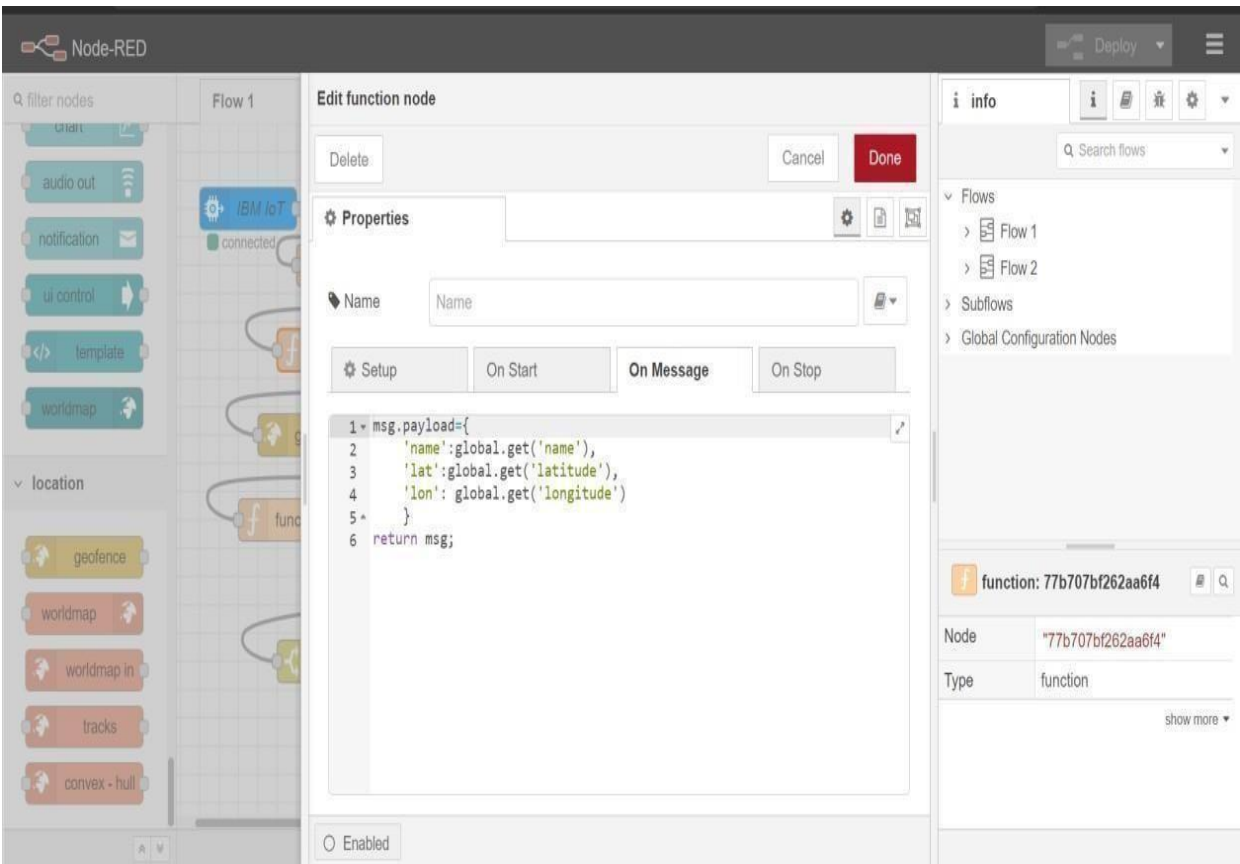 Node-RED
Deploy
filter nodes
chart
audio out
notification
ui control
template
worldmap
location
geofence
worldmap
worldmap in
tracks
convex - hull
Flow 1
IBM IoT
connected
f
g
f func
Edit function node
Delete
Cancel
Done
Properties
Name
Name
Setup
On Start
On Message
On Stop
1 msg.payload={
2 'name':global.get('name'),
3 'lat':global.get('latitude'),
4 'lon': global.get('longitude')
5 }
6 return msg;
Enabled
i info
i
Search flows
Flows
Flow 1
Flow 2
Subflows
Global Configuration Nodes
f function: 77b707bf262aa6f4
Node "77b707bf262aa6f4"
Type function
show more